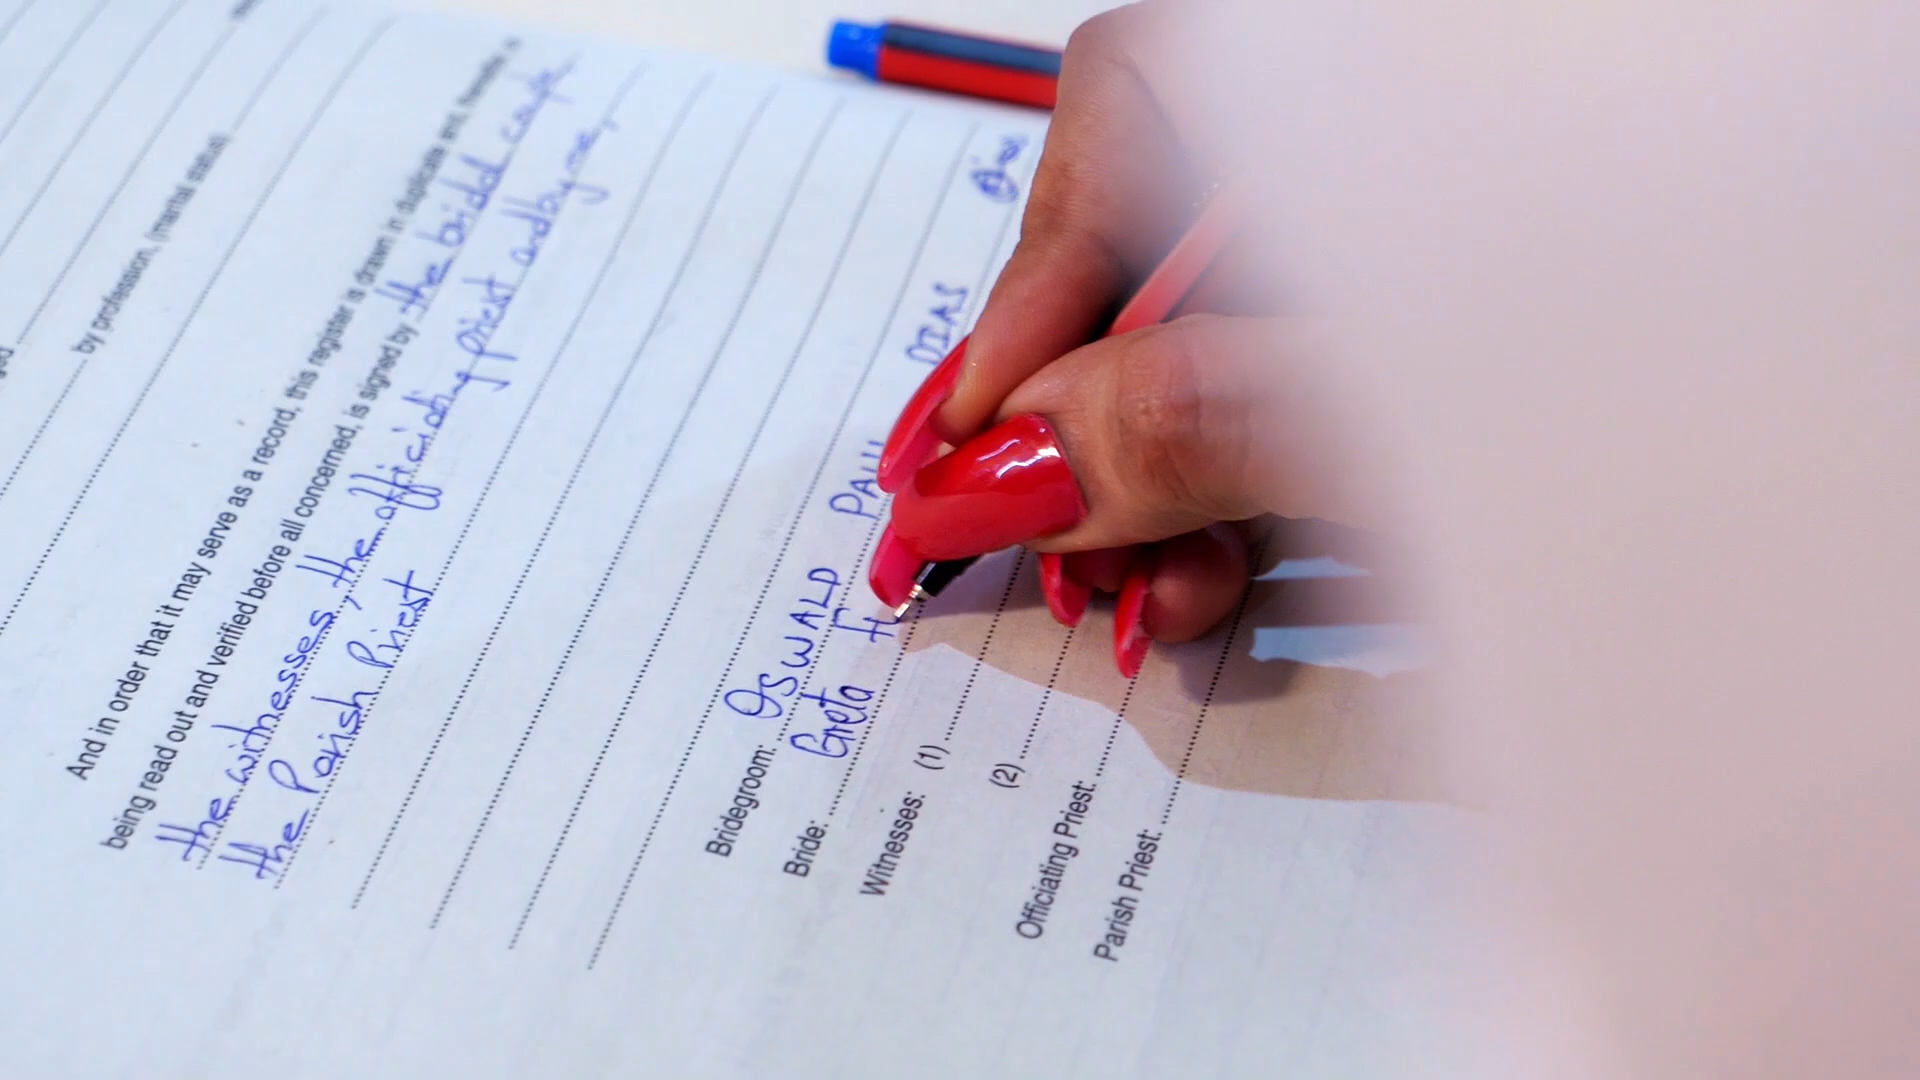 by profession, (marital status)
And in order that it may serve as a record, this register is drawn in duplicate and, thereafter
being read out and verified before all concerned, is signed by the bridal couple,
the witnesses, the officiating priest and by me,
the Parish Priest
Bridegroom: OSWALD PAUL DIAS
Bride: Greta
Witnesses: (1)
(2)
Officiating Priest:
Parish Priest: